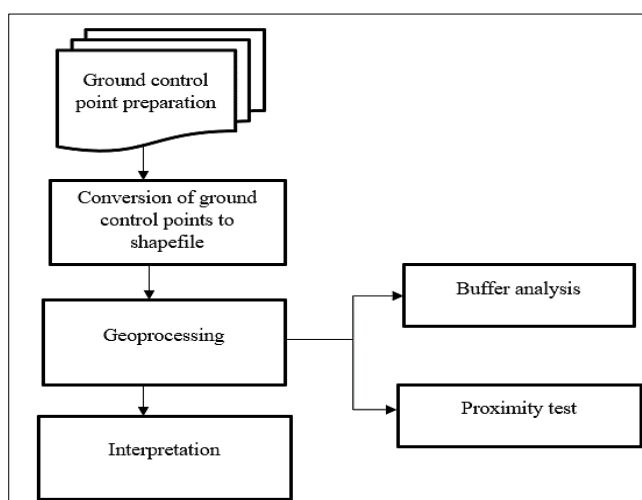 Ground control
point preparation
Conversion of ground
control points to
shapefile
Geoprocessing
Buffer analysis
Proximity test
Interpretation